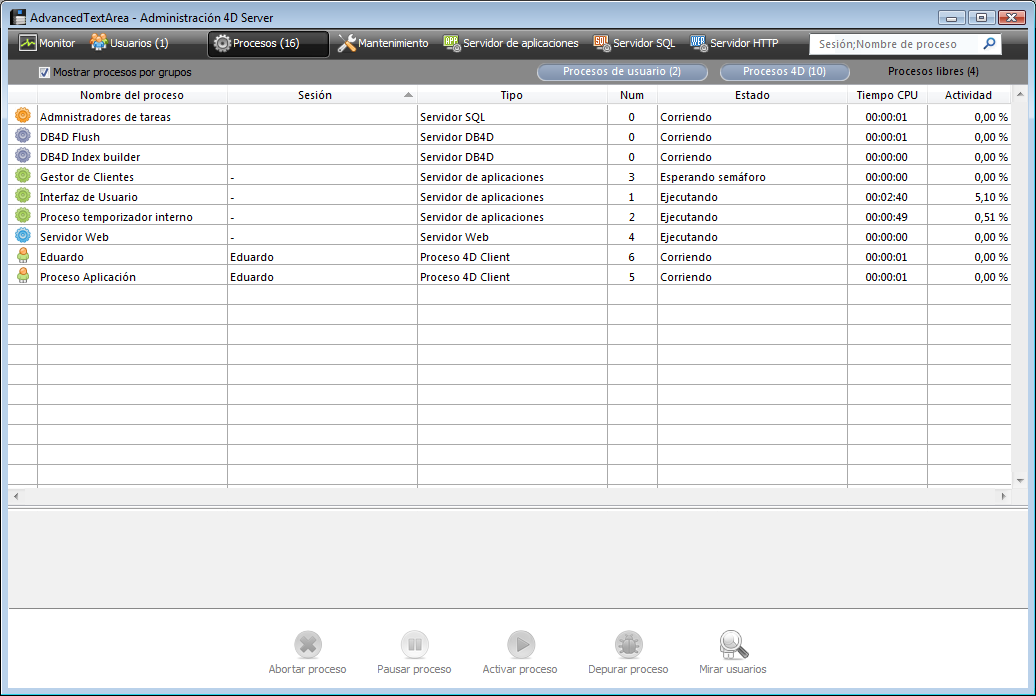 AdvancedTextArea - Administración 4D Server
Monitor Usuarios (1) Procesos (16) Mantenimiento Servidor de aplicaciones Servidor SQL Servidor HTTP Sesión;Nombre de proceso
Mostrar procesos por grupos Procesos de usuario (2) Procesos 4D (10) Procesos libres (4)
Nombre del proceso Sesión Tipo Num Estado Tiempo CPU Actividad
Admnistradores de tareas Servidor SQL 0 Corriendo 00:00:01 0,00 %
DB4D Flush Servidor DB4D 0 Corriendo 00:00:01 0,00 %
DB4D Index builder Servidor DB4D 0 Corriendo 00:00:00 0,00 %
Gestor de Clientes - Servidor de aplicaciones 3 Esperando semáforo 00:00:00 0,00 %
Interfaz de Usuario - Servidor de aplicaciones 1 Ejecutando 00:02:40 5,10 %
Proceso temporizador interno - Servidor de aplicaciones 2 Ejecutando 00:00:49 0,51 %
Servidor Web - Servidor Web 4 Ejecutando 00:00:00 0,00 %
Eduardo Eduardo Proceso 4D Client 6 Corriendo 00:00:01 0,00 %
Proceso Aplicación Eduardo Proceso 4D Client 5 Corriendo 00:00:01 0,00 %
Abortar proceso Pausar proceso Activar proceso Depurar proceso Mirar usuarios